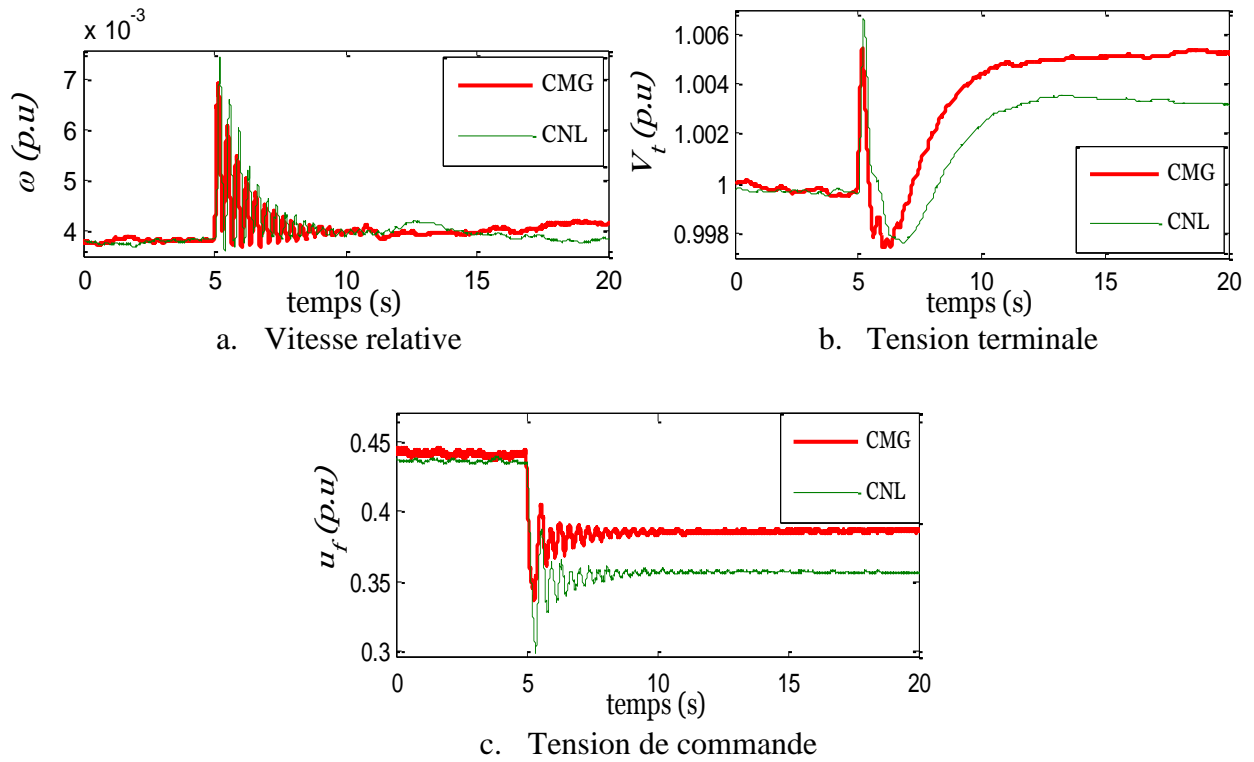 x 10⁻³
7
6
5
4
ω (p.u)
CMG
CNL
0 5 10 15 20
temps (s)
a. Vitesse relative
1.006
1.004
1.002
1
0.998
V_t (p.u)
CMG
CNL
0 5 10 15 20
temps (s)
b. Tension terminale
0.45
0.4
0.35
0.3
u_f (p.u)
CMG
CNL
0 5 10 15 20
temps (s)
c. Tension de commande